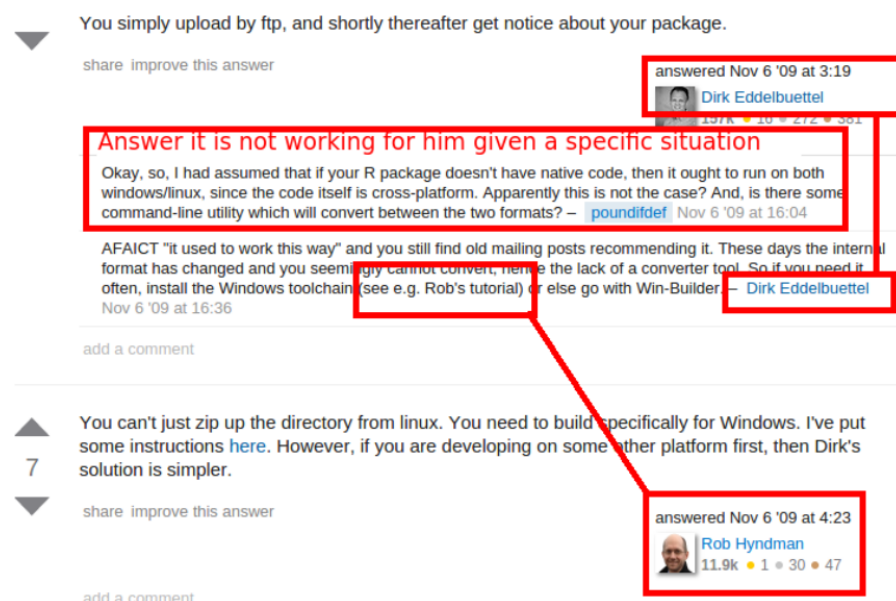 You simply upload by ftp, and shortly thereafter get notice about your package.
share improve this answer
answered Nov 6 '09 at 3:19
Dirk Eddelbuettel
157k 16 272 381
Answer it is not working for him given a specific situation
Okay, so, I had assumed that if your R package doesn't have native code, then it ought to run on both
windows/linux, since the code itself is cross-platform. Apparently this is not the case? And, is there some
command-line utility which will convert between the two formats? – poundifdef Nov 6 '09 at 16:04
AFAICT "it used to work this way" and you still find old mailing posts recommending it. These days the internal
format has changed and you seemingly cannot convert, hence the lack of a converter tool. So if you need it
often, install the Windows toolchain (see e.g. Rob's tutorial) or else go with Win-Builder. – Dirk Eddelbuettel
Nov 6 '09 at 16:36
add a comment
You can't just zip up the directory from linux. You need to build specifically for Windows. I've put
some instructions here. However, if you are developing on some other platform first, then Dirk's
solution is simpler.
7
share improve this answer
answered Nov 6 '09 at 4:23
Rob Hyndman
11.9k 1 30 47
add a comment